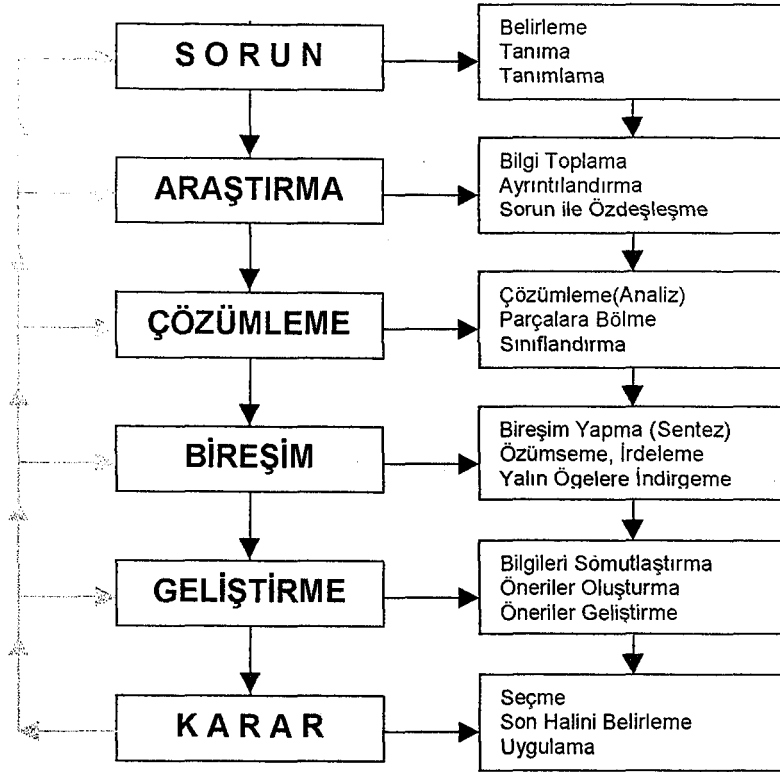 S O R U N
Belirleme
Tanıma
Tanımlama
ARAŞTIRMA
Bilgi Toplama
Ayrıntılandırma
Sorun ile Özdeşleşme
ÇÖZÜMLEME
Çözümleme(Analiz)
Parçalara Bölme
Sınıflandırma
BİREŞİM
Bireşim Yapma (Sentez)
Özümseme, İrdeleme
Yalın Ögelere İndirgeme
GELİŞTİRME
Bilgileri Somutlaştırma
Öneriler Oluşturma
Öneriler Geliştirme
K A R A R
Seçme
Son Halini Belirleme
Uygulama